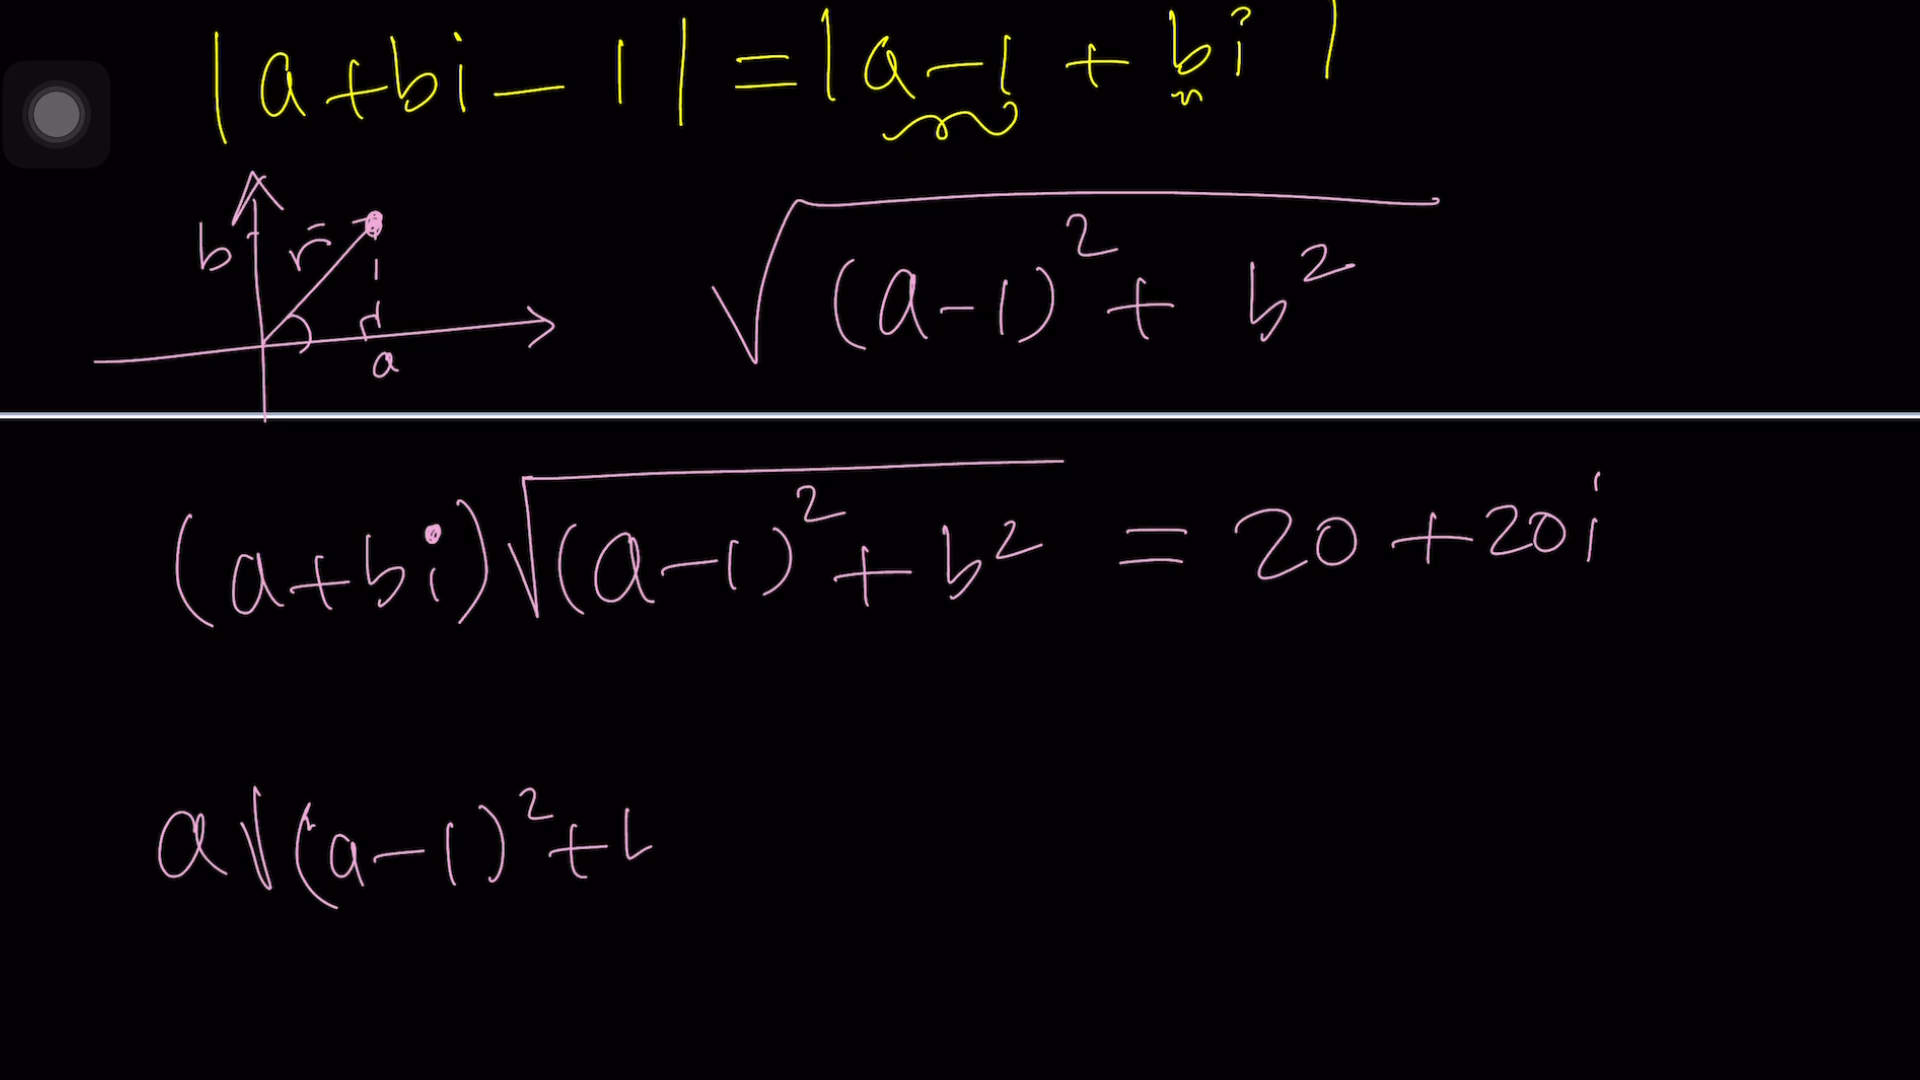 |a+bi-1| = |a-1 + bi|
b r a
√((a-1)² + b²)
(a+bi)√((a-1)² + b²) = 20+20i
a√(a-1)²+